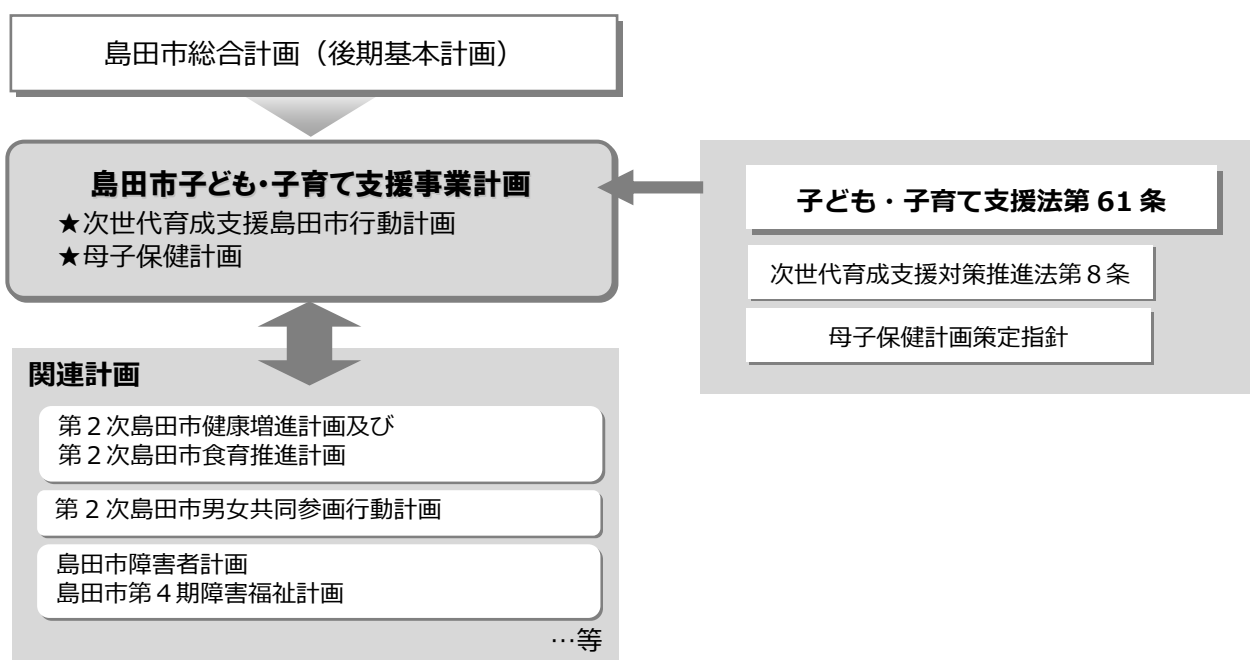 島田市総合計画（後期基本計画）
島田市子ども・子育て支援事業計画
★次世代育成支援島田市行動計画
★母子保健計画
子ども・子育て支援法第 61 条
次世代育成支援対策推進法第８条
母子保健計画策定指針
関連計画
第２次島田市健康増進計画及び
第２次島田市食育推進計画
第２次島田市男女共同参画行動計画
島田市障害者計画
島田市第４期障害福祉計画
…等